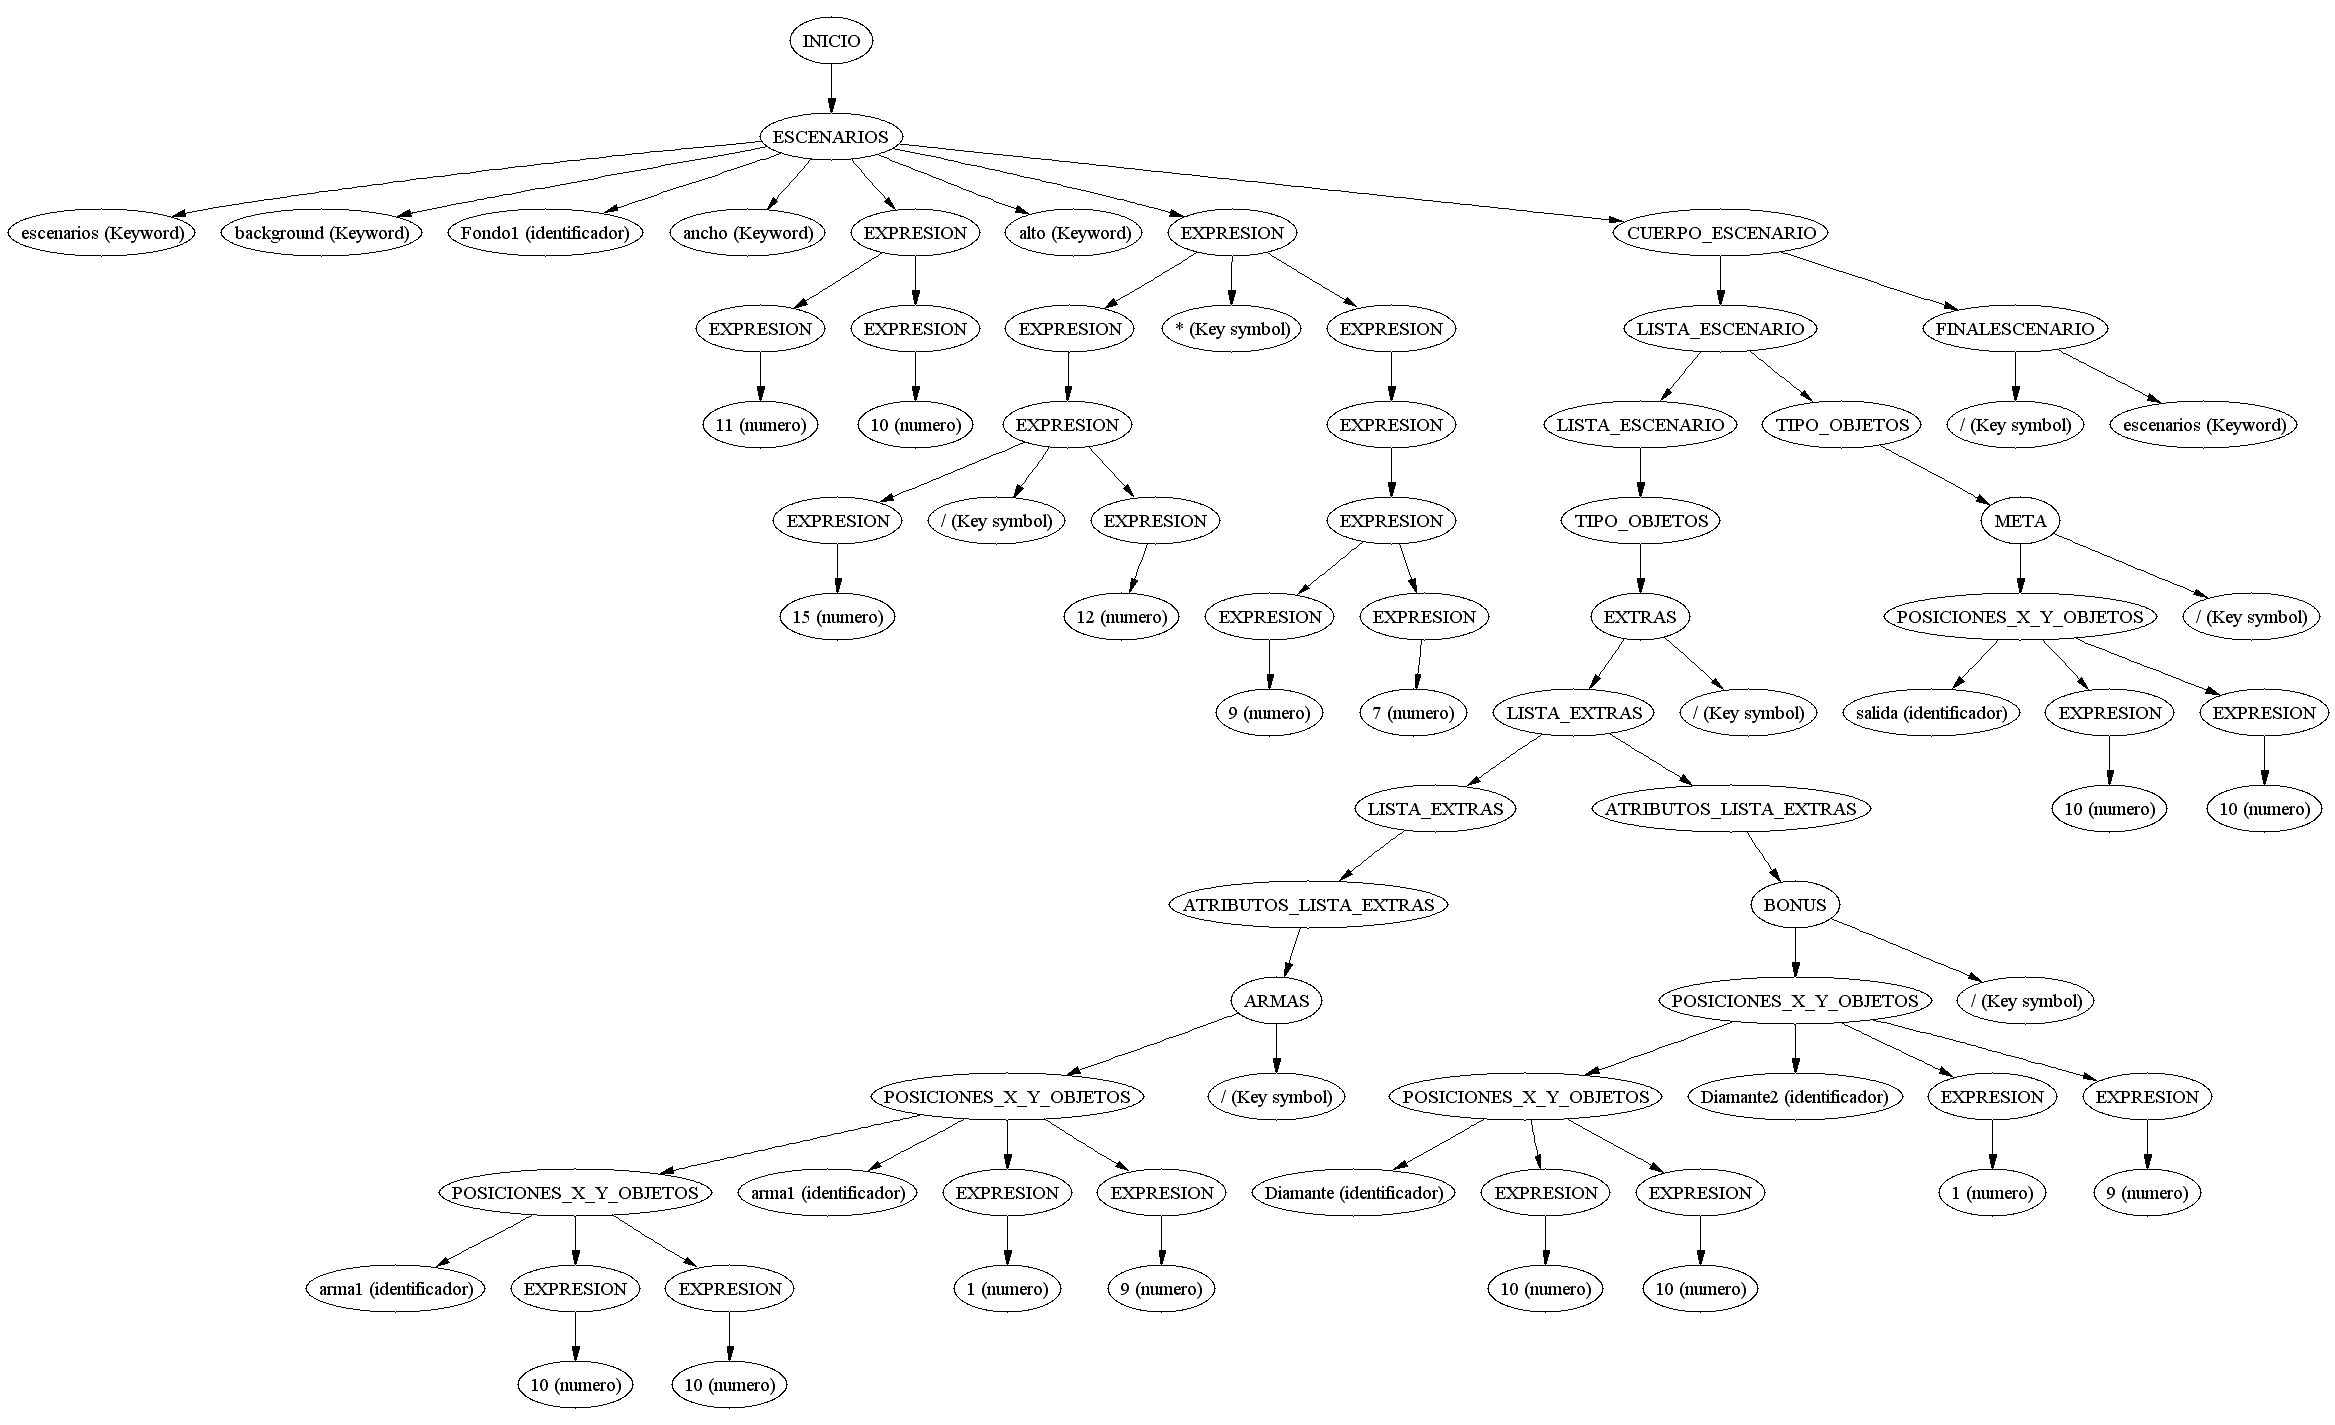 INICIO
ESCENARIOS
escenarios (Keyword)
background (Keyword)
Fondo1 (identificador)
ancho (Keyword)
EXPRESION
alto (Keyword)
EXPRESION
CUERPO_ESCENARIO
EXPRESION
EXPRESION
EXPRESION
* (Key symbol)
EXPRESION
LISTA_ESCENARIO
FINALESCENARIO
11 (numero)
10 (numero)
EXPRESION
EXPRESION
LISTA_ESCENARIO
TIPO_OBJETOS
/ (Key symbol)
escenarios (Keyword)
EXPRESION
/ (Key symbol)
EXPRESION
EXPRESION
TIPO_OBJETOS
META
15 (numero)
12 (numero)
EXPRESION
EXPRESION
EXTRAS
POSICIONES_X_Y_OBJETOS
/ (Key symbol)
9 (numero)
7 (numero)
LISTA_EXTRAS
/ (Key symbol)
salida (identificador)
EXPRESION
EXPRESION
LISTA_EXTRAS
ATRIBUTOS_LISTA_EXTRAS
10 (numero)
10 (numero)
ATRIBUTOS_LISTA_EXTRAS
BONUS
ARMAS
POSICIONES_X_Y_OBJETOS
/ (Key symbol)
POSICIONES_X_Y_OBJETOS
/ (Key symbol)
POSICIONES_X_Y_OBJETOS
Diamante2 (identificador)
EXPRESION
EXPRESION
POSICIONES_X_Y_OBJETOS
arma1 (identificador)
EXPRESION
EXPRESION
Diamante (identificador)
EXPRESION
EXPRESION
1 (numero)
9 (numero)
arma1 (identificador)
EXPRESION
EXPRESION
1 (numero)
9 (numero)
10 (numero)
10 (numero)
10 (numero)
10 (numero)